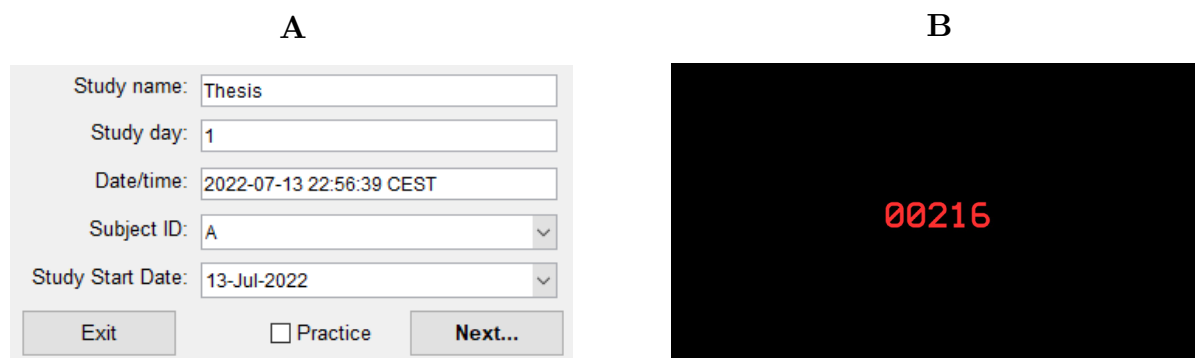 A
Study name: Thesis
Study day: 1
Date/time: 2022-07-13 22:56:39 CEST
Subject ID: A
Study Start Date: 13-Jul-2022
Exit Practice Next...
B
00216